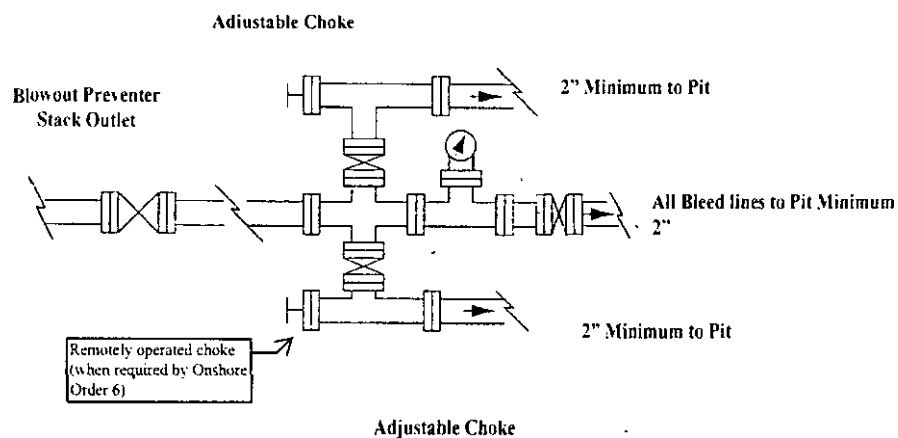 Adiustable Choke
2” Minimum to Pit
Blowout Preventer
Stack Outlet
All Bleed lines to Pit Minimum
2”
2” Minimum to Pit
Remotely operated choke
(when required by Onshore
Order 6)
Adjustable Choke